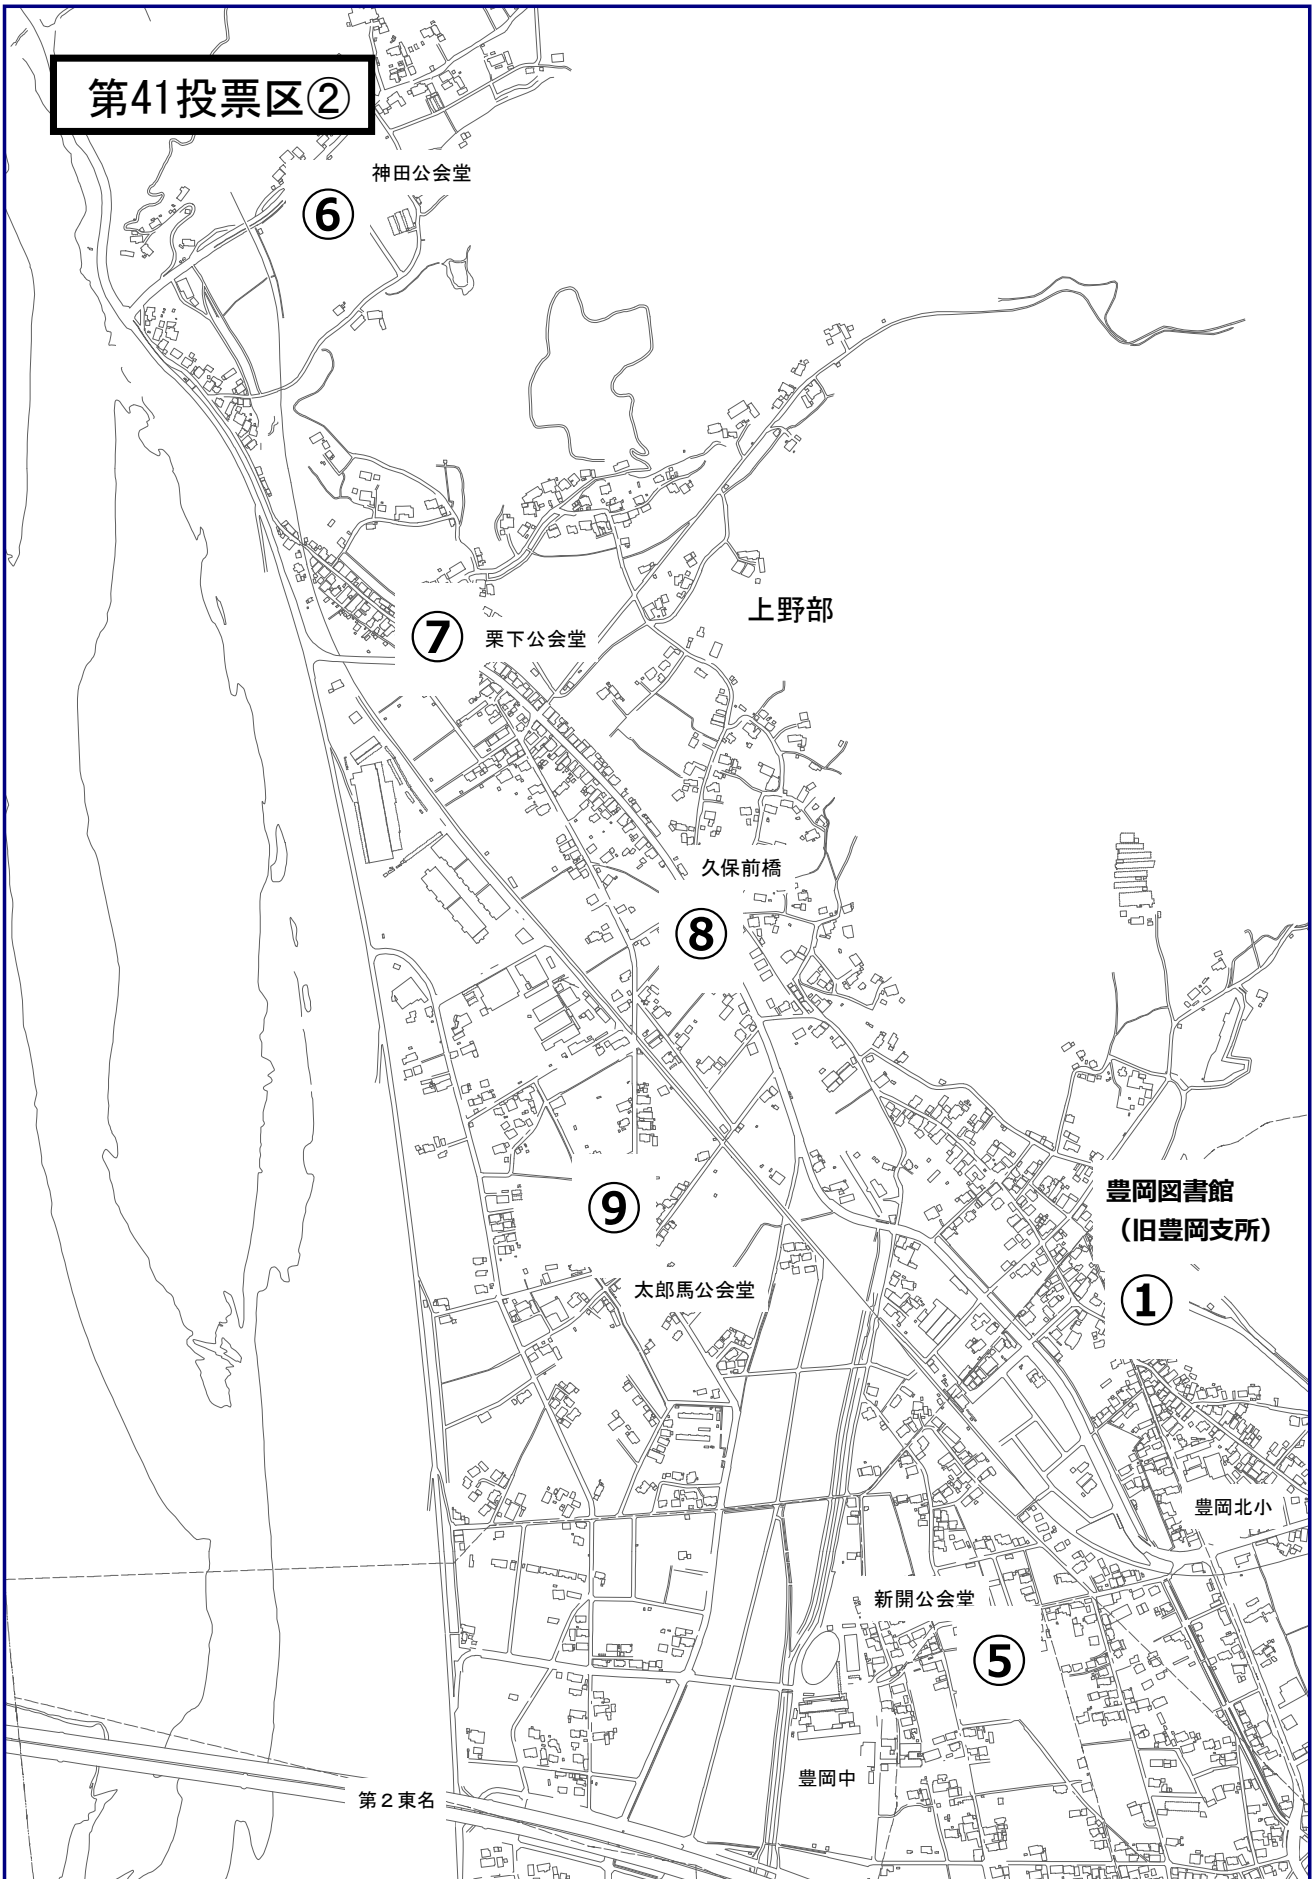 第41投票区②
神田公会堂
⑥
上野部
⑦
栗下公会堂
久保前橋
⑧
豊岡図書館
(旧豊岡支所)
⑨
太郎馬公会堂
①
豊岡北小
新開公会堂
⑤
豊岡中
第2東名